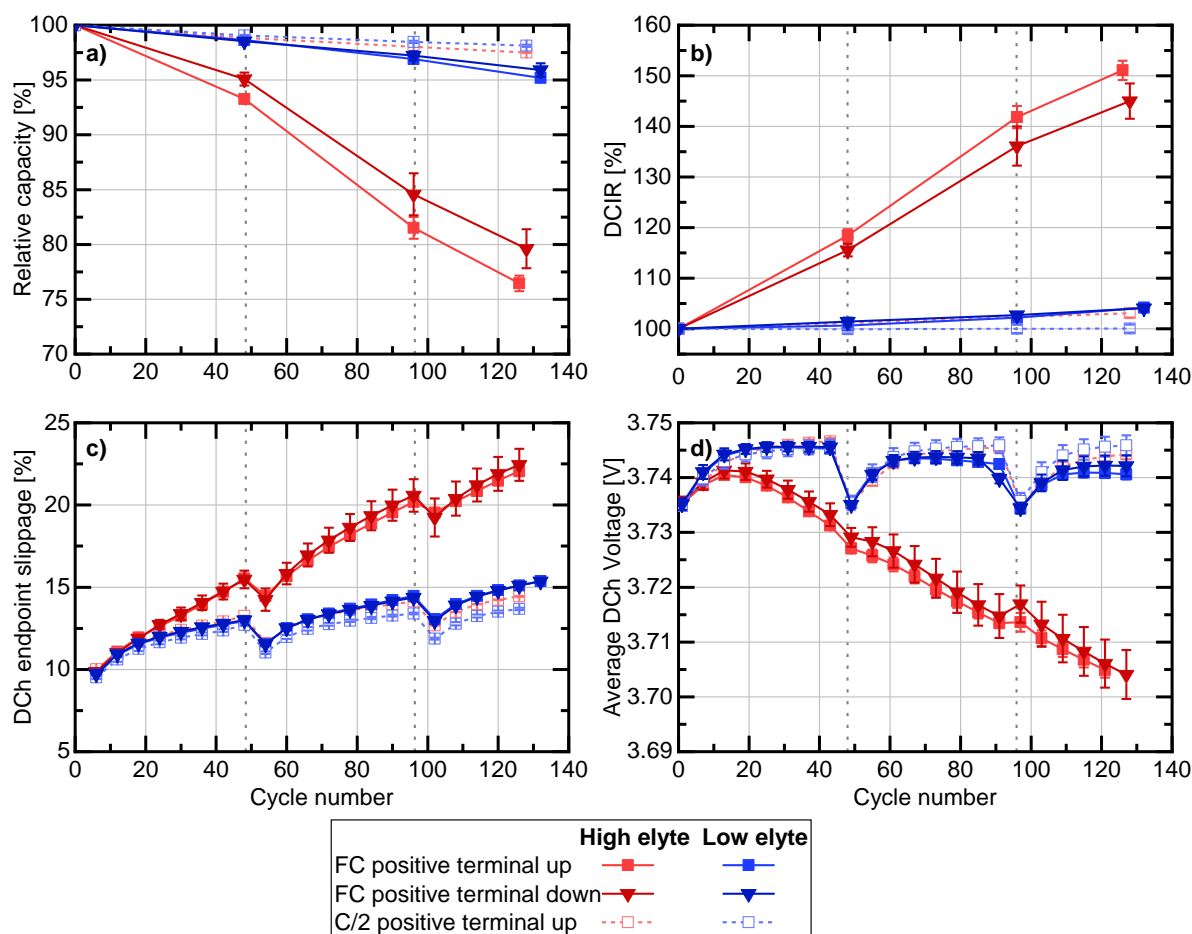 a)
Relative capacity [%]
100
95
90
85
80
75
70
0 20 40 60 80 100 120 140
b)
DCIR [%]
160
150
140
130
120
110
100
0 20 40 60 80 100 120 140
c)
DCh endpoint slippage [%]
25
20
15
10
5
0 20 40 60 80 100 120 140
Cycle number
d)
Average DCh Voltage [V]
3.75
3.74
3.73
3.72
3.71
3.70
3.69
0 20 40 60 80 100 120 140
Cycle number
High elyte Low elyte
FC positive terminal up
FC positive terminal down
C/2 positive terminal up